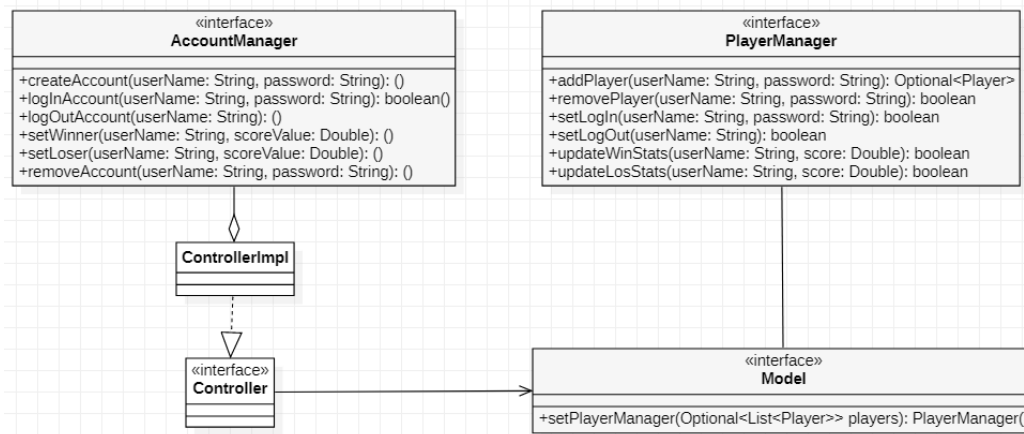 «interface»
AccountManager
+createAccount(userName: String, password: String): ()
+logInAccount(userName: String, password: String): boolean()
+logOutAccount(userName: String): ()
+setWinner(userName: String, scoreValue: Double): ()
+setLoser(userName: String, scoreValue: Double): ()
+removeAccount(userName: String, password: String): ()
«interface»
PlayerManager
+addPlayer(userName: String, password: String): Optional<Player>
+removePlayer(userName: String, password: String): boolean
+setLogIn(userName: String, password: String): boolean
+setLogOut(userName: String): boolean
+updateWinStats(userName: String, score: Double): boolean
+updateLosStats(userName: String, score: Double): boolean
ControllerImpl
«interface»
Controller
«interface»
Model
+setPlayerManager(Optional<List<Player>> players): PlayerManager(